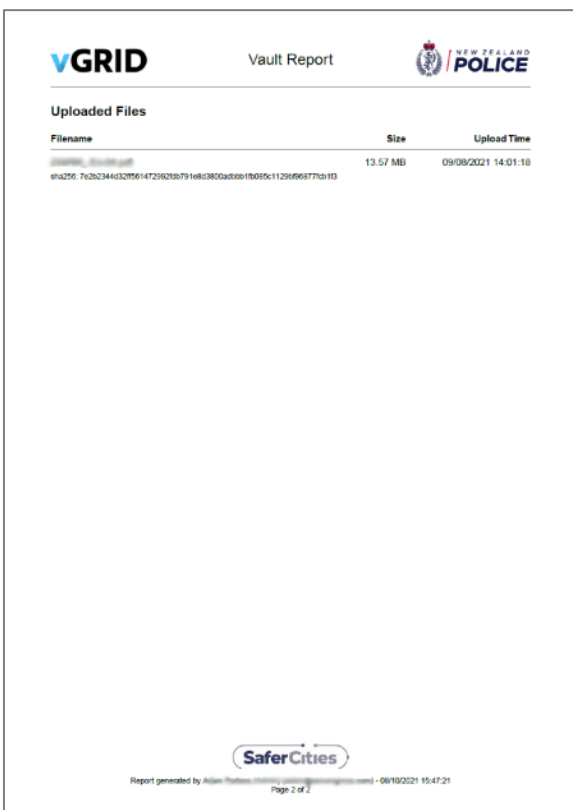 vGRID
Vault Report
NEW ZEALAND
POLICE
Uploaded Files
Filename Size Upload Time
13.57 MB 09/08/2021 14:01:18
sha256:
SaferCities
Report generated by - 08/10/2021 15:47:21
Page 2 of 2